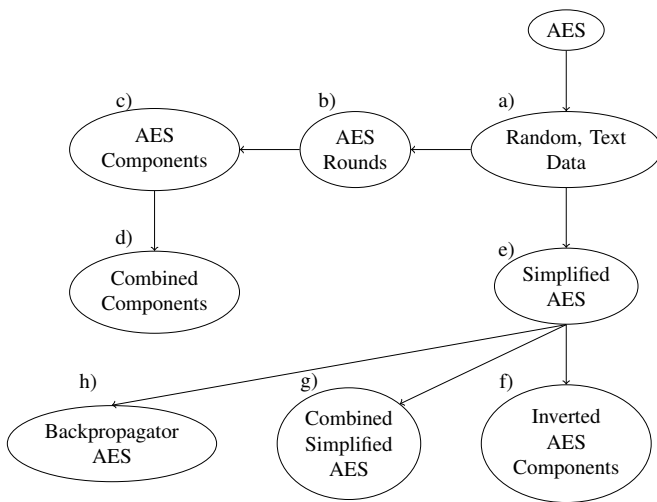 AES
a)
Random, Text
Data
b)
AES
Rounds
c)
AES
Components
d)
Combined
Components
e)
Simplified
AES
f)
Inverted
AES
Components
g)
Combined
Simplified
AES
h)
Backpropagator
AES